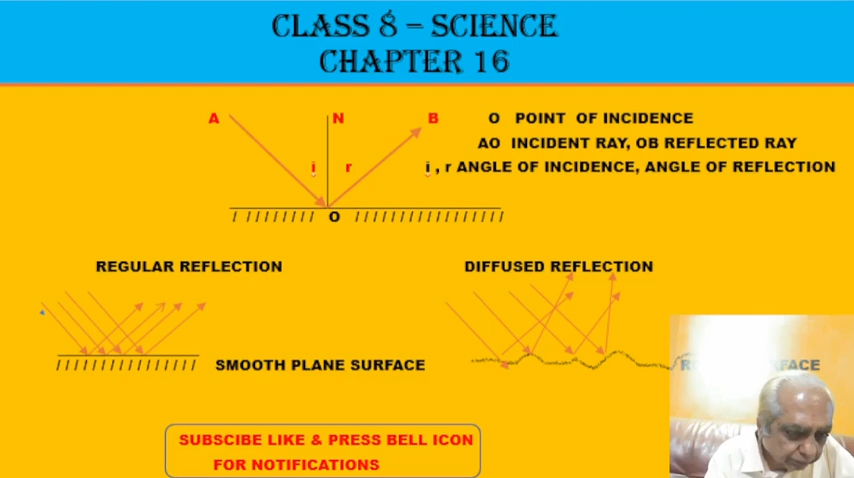 CLASS 8 – SCIENCE
CHAPTER 16
A N B O POINT OF INCIDENCE
AO INCIDENT RAY, OB REFLECTED RAY
i r i , r ANGLE OF INCIDENCE, ANGLE OF REFLECTION
O
REGULAR REFLECTION DIFFUSED REFLECTION
SMOOTH PLANE SURFACE
SUBSCIBE LIKE & PRESS BELL ICON
FOR NOTIFICATIONS